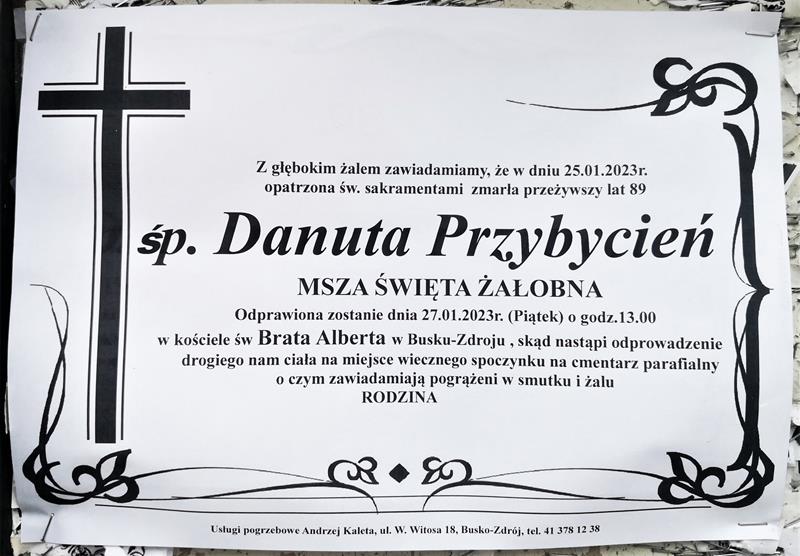 Z głębokim żalem zawiadamiamy, że w dniu 25.01.2023r.
opatrzona św. sakramentami zmarła przeżywszy lat 89
śp. Danuta Przybycień
MSZA ŚWIĘTA ŻAŁOBNA
Odprawiona zostanie dnia 27.01.2023r. (Piątek) o godz.13.00
w kościele św Brata Alberta w Busku-Zdroju , skąd nastąpi odprowadzenie
drogiego nam ciała na miejsce wiecznego spoczynku na cmentarz parafialny
o czym zawiadamiają pogrążeni w smutku i żalu
RODZINA
Usługi pogrzebowe Andrzej Kaleta, ul. W. Witosa 18, Busko-Zdrój, tel. 41 378 12 38